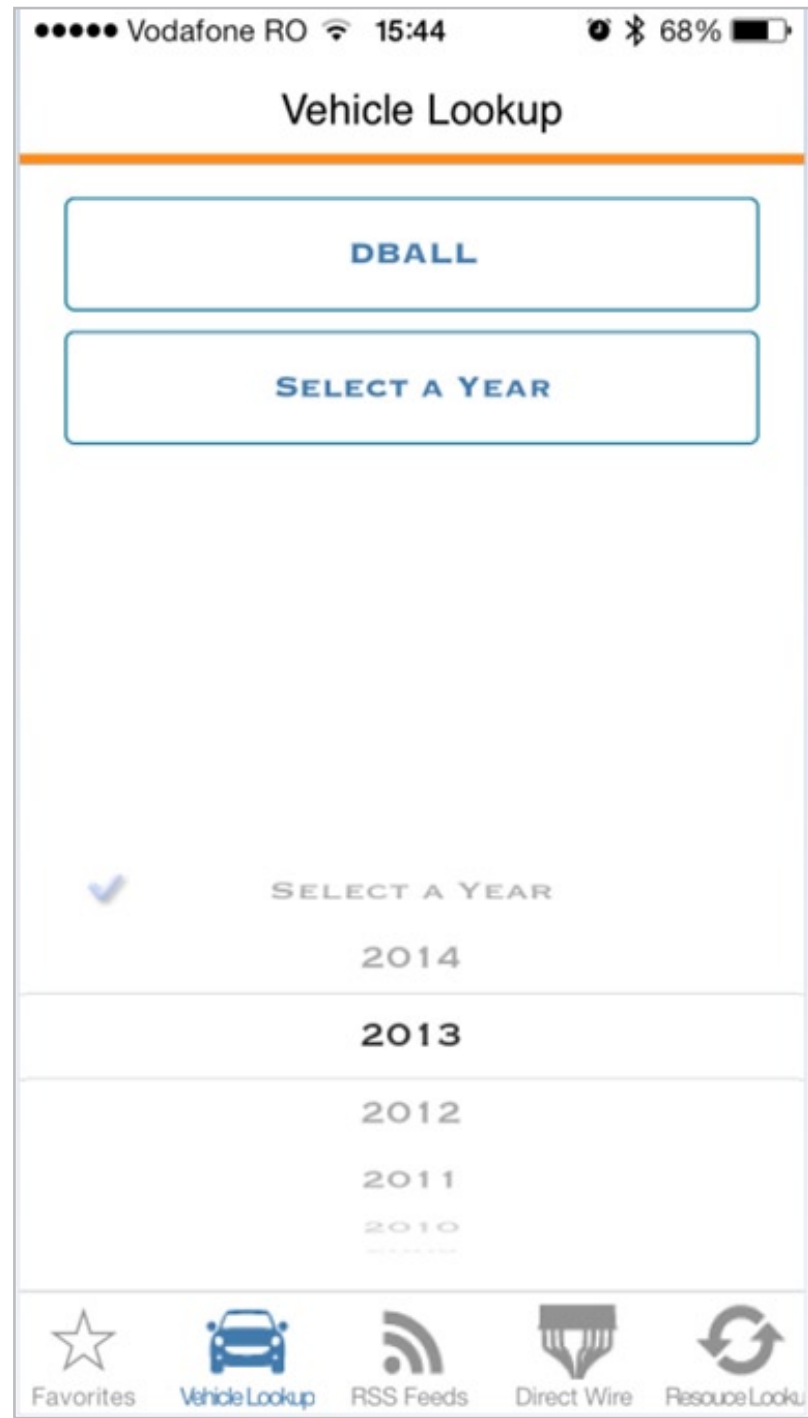 Vodafone RO 15:44 68%
Vehicle Lookup
DBALL
SELECT A YEAR
SELECT A YEAR
2014
2013
2012
2011
2010
Favorites Vehicle Lookup RSS Feeds Direct Wire Resouce Looku